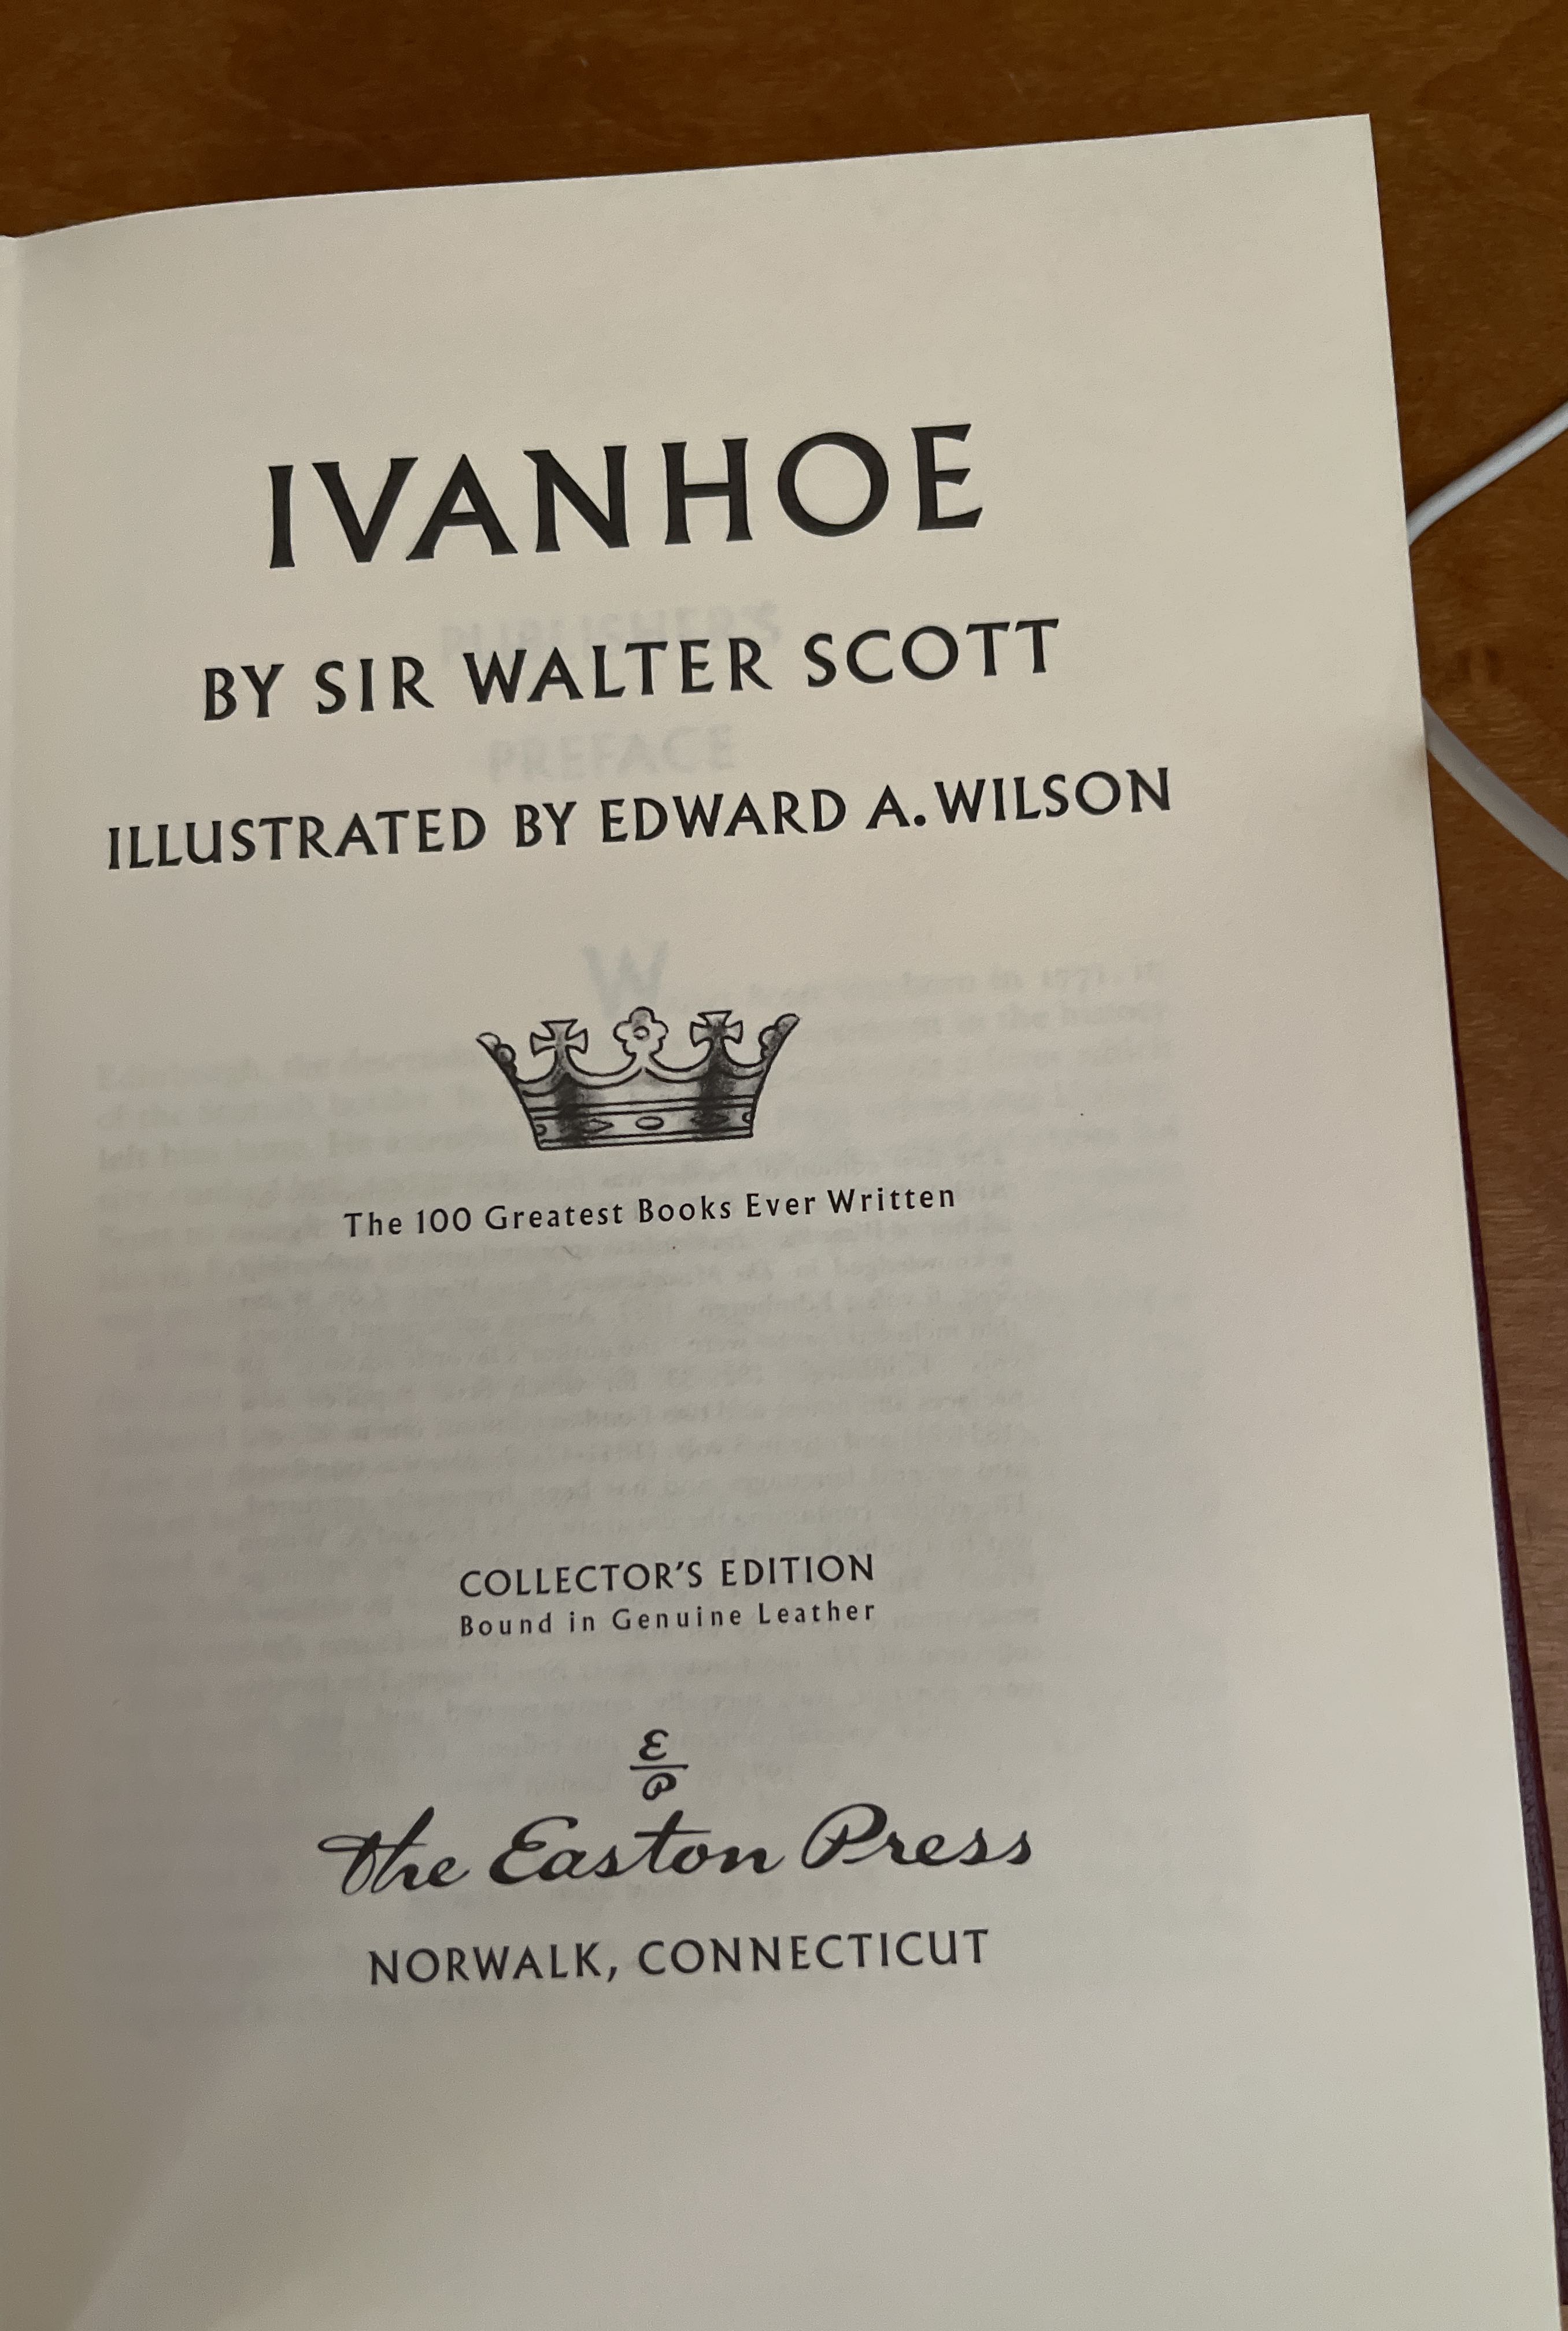 IVANHOE
BY SIR WALTER SCOTT
ILLUSTRATED BY EDWARD A. WILSON
The 100 Greatest Books Ever Written
COLLECTOR'S EDITION
Bound in Genuine Leather
E
P
The Easton Press
NORWALK, CONNECTICUT